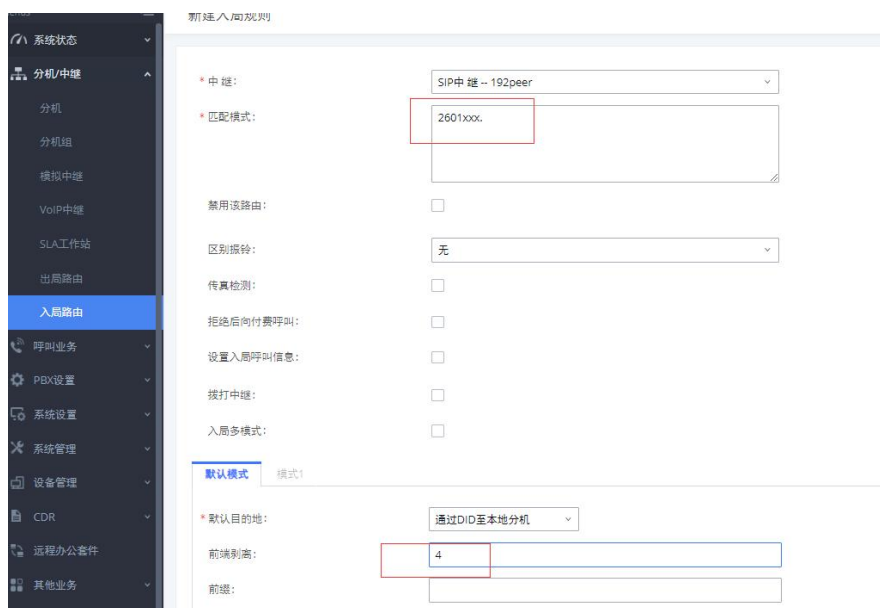 新建入局规则
系统状态
分机/中继
分机
分机组
模拟中继
VoIP中继
SLA工作站
出局路由
入局路由
呼叫业务
PBX设置
系统设置
系统管理
设备管理
CDR
远程办公套件
其他业务
* 中 继:
SIP中 继 -- 192peer
* 匹配模式:
2601xxx.
禁用该路由:
区别振铃:
无
传真检测:
拒绝后向付费呼叫:
设置入局呼叫信息:
拨打中继:
入局多模式:
默认模式 模式1
* 默认目的地:
通过DID至本地分机
前端剥离:
4
前缀: